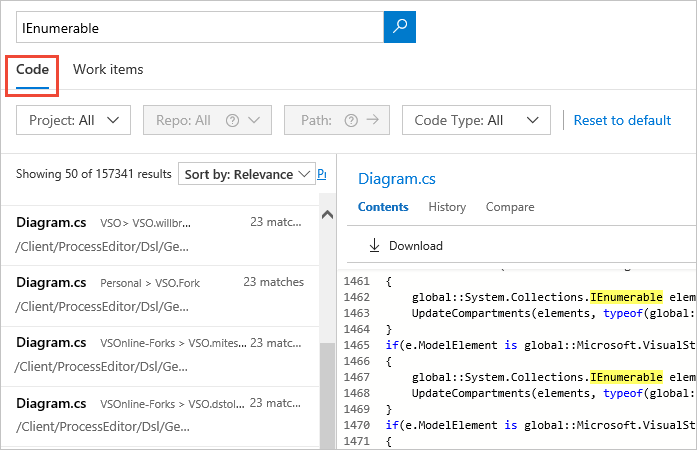 IEnumerable
Code Work items
Project: All Repo: All Path: Code Type: All Reset to default
Showing 50 of 157341 results Sort by: Relevance
Diagram.cs VSO > VSO.willbr... 23 matc...
/Client/ProcessEditor/Dsl/Ge...
Diagram.cs Personal > VSO.Fork 23 matches
/Client/ProcessEditor/Dsl/Ge...
Diagram.cs VSOnline-Forks > VSO.mites... 23 matc...
/Client/ProcessEditor/Dsl/Ge...
Diagram.cs VSOnline-Forks > VSO.dstol... 23 matc...
/Client/ProcessEditor/Dsl/Ge...
Diagram.cs
Contents History Compare
Download
1461 {
1462 global::System.Collections.IEnumerable elem
1463 UpdateCompartments(elements, typeof(global:
1464 }
1465 if(e.ModelElement is global::Microsoft.VisualSt
1466 {
1467 global::System.Collections.IEnumerable elem
1468 UpdateCompartments(elements, typeof(global:
1469 }
1470 if(e.ModelElement is global::Microsoft.VisualSt
1471 {